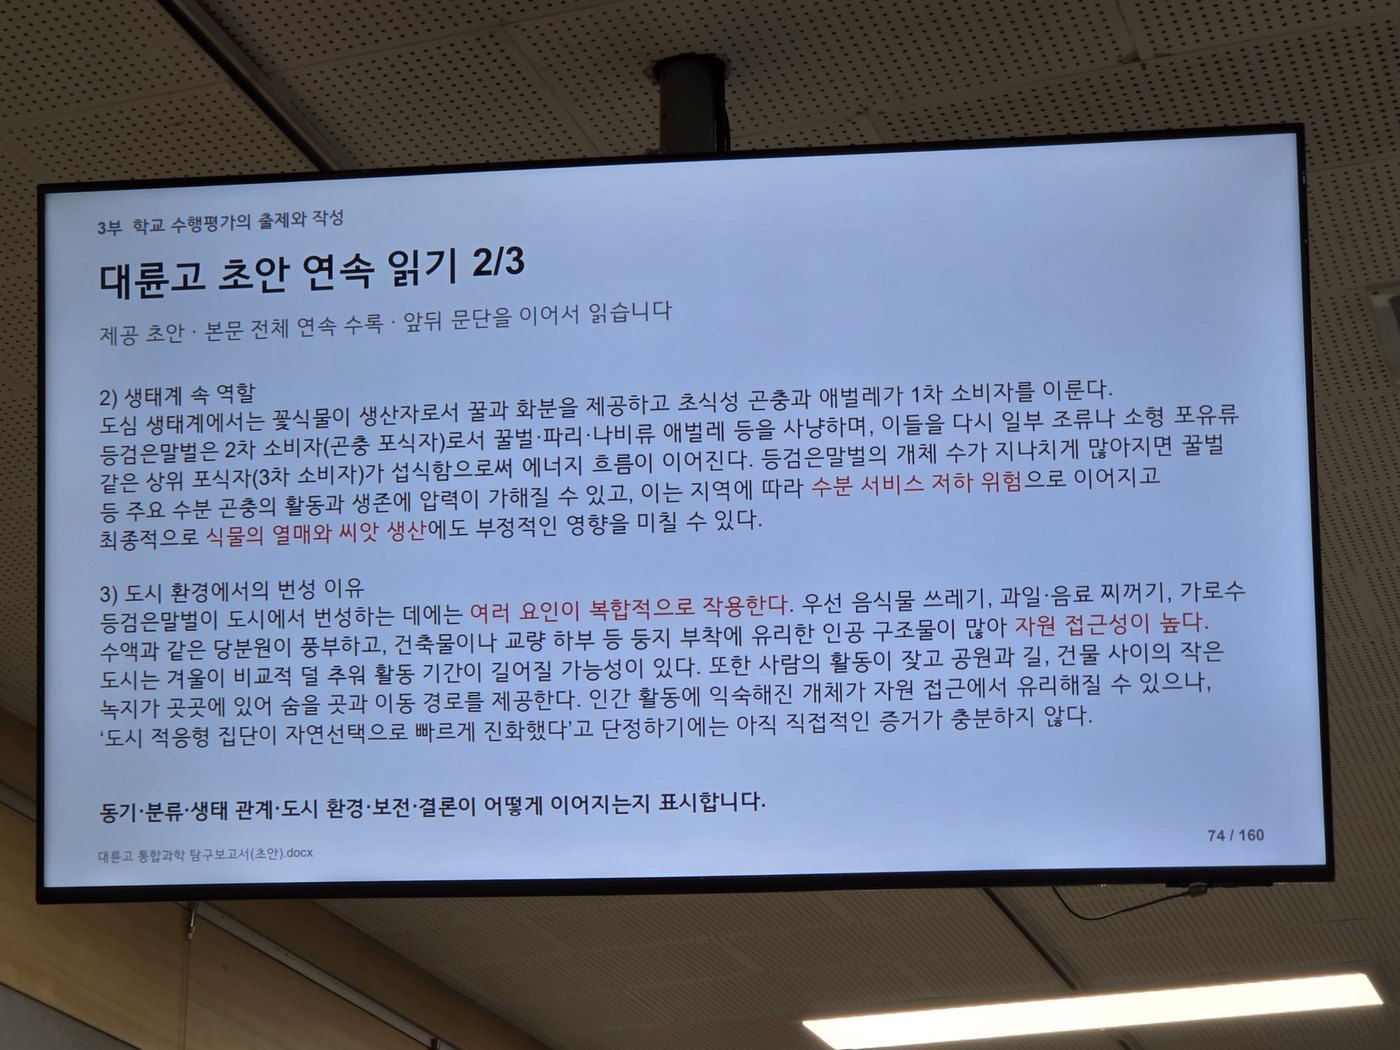 3부 학교 수행평가의 출제와 작성
대륜고 초안 연속 읽기 2/3
제공 초안 · 본문 전체 연속 수록 · 앞뒤 문단을 이어서 읽습니다
2) 생태계 속 역할
도심 생태계에서는 꽃식물이 생산자로서 꿀과 화분을 제공하고 초식성 곤충과 애벌레가 1차 소비자를 이룬다.
등검은말벌은 2차 소비자(곤충 포식자)로서 꿀벌·파리·나비류 애벌레 등을 사냥하며, 이들을 다시 일부 조류나 소형 포유류
같은 상위 포식자(3차 소비자)가 섭식함으로써 에너지 흐름이 이어진다. 등검은말벌의 개체 수가 지나치게 많아지면 꿀벌
등 주요 수분 곤충의 활동과 생존에 압력이 가해질 수 있고, 이는 지역에 따라 수분 서비스 저하 위험으로 이어지고
최종적으로 식물의 열매와 씨앗 생산에도 부정적인 영향을 미칠 수 있다.
3) 도시 환경에서의 번성 이유
등검은말벌이 도시에서 번성하는 데에는 여러 요인이 복합적으로 작용한다. 우선 음식물 쓰레기, 과일·음료 찌꺼기, 가로수
수액과 같은 당분원이 풍부하고, 건축물이나 교량 하부 등 둥지 부착에 유리한 인공 구조물이 많아 자원 접근성이 높다.
도시는 겨울이 비교적 덜 추워 활동 기간이 길어질 가능성이 있다. 또한 사람의 활동이 잦고 공원과 길, 건물 사이의 작은
녹지가 곳곳에 있어 숨을 곳과 이동 경로를 제공한다. 인간 활동에 익숙해진 개체가 자원 접근에서 유리해질 수 있으나,
‘도시 적응형 집단이 자연선택으로 빠르게 진화했다’고 단정하기에는 아직 직접적인 증거가 충분하지 않다.
동기·분류·생태 관계·도시 환경·보전·결론이 어떻게 이어지는지 표시합니다.
74 / 160
대륜고 통합과학 탐구보고서(초안).docx